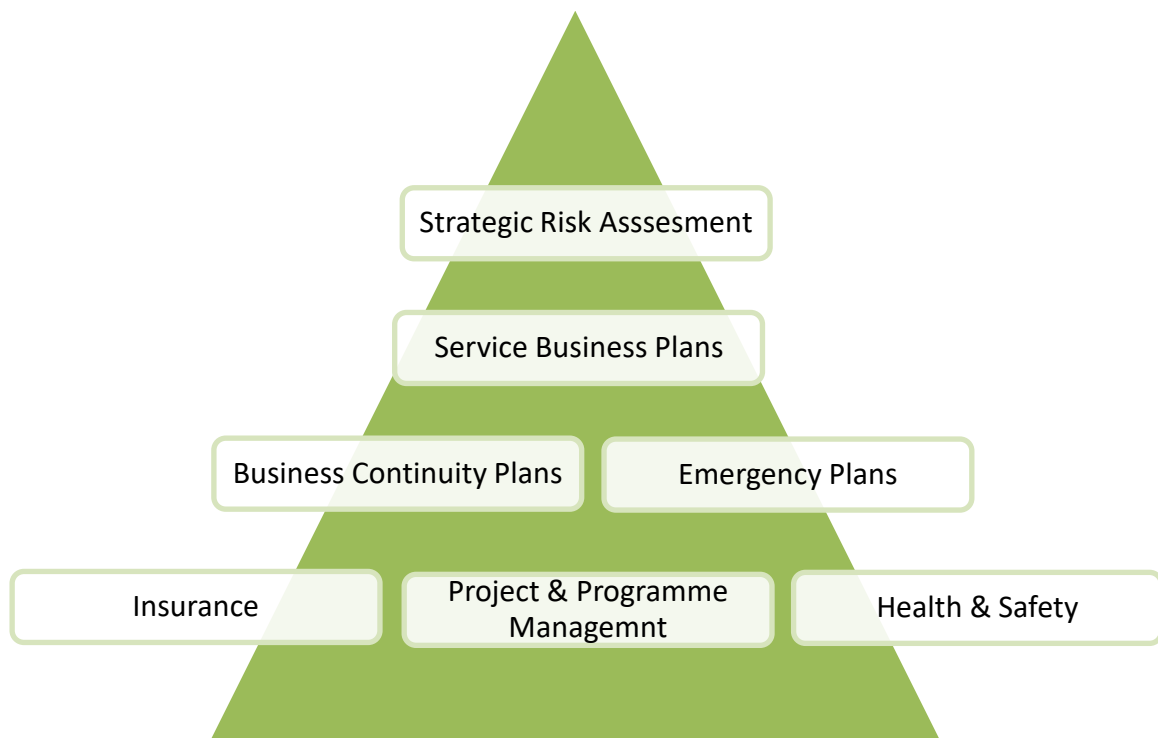 Strategic Risk Asssesment
Service Business Plans
Business Continuity Plans
Emergency Plans
Insurance
Project & Programme
Managemnt
Health & Safety